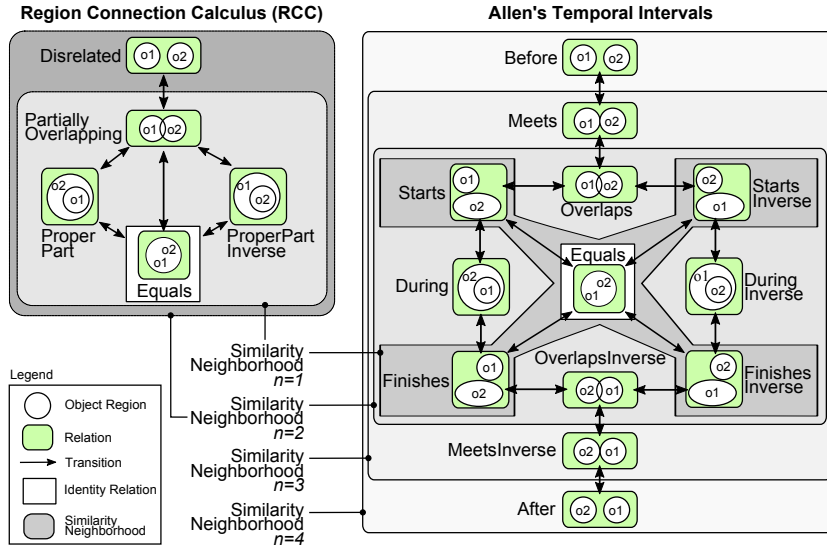 Region Connection Calculus (RCC)
Disrelated
o1 o2
Partially
Overlapping
o1 o2
o2
o1
Proper
Part
o1
o2
ProperPart
Inverse
o2
o1
Equals
Allen's Temporal Intervals
Before
o1 o2
Meets
o1 o2
Starts
o1
o2
o1 o2
Overlaps
o2
o1
Starts
Inverse
During
o2
o1
Equals
o2
o1
o1
o2
During
Inverse
Finishes
o1
o2
OverlapsInverse
o2 o1
o2
o1
Finishes
Inverse
MeetsInverse
o2 o1
After
o2 o1
Similarity
Neighborhood
n=1
Similarity
Neighborhood
n=2
Similarity
Neighborhood
n=3
Similarity
Neighborhood
n=4
Legend
Object Region
Relation
Transition
Identity Relation
Similarity
Neighborhood